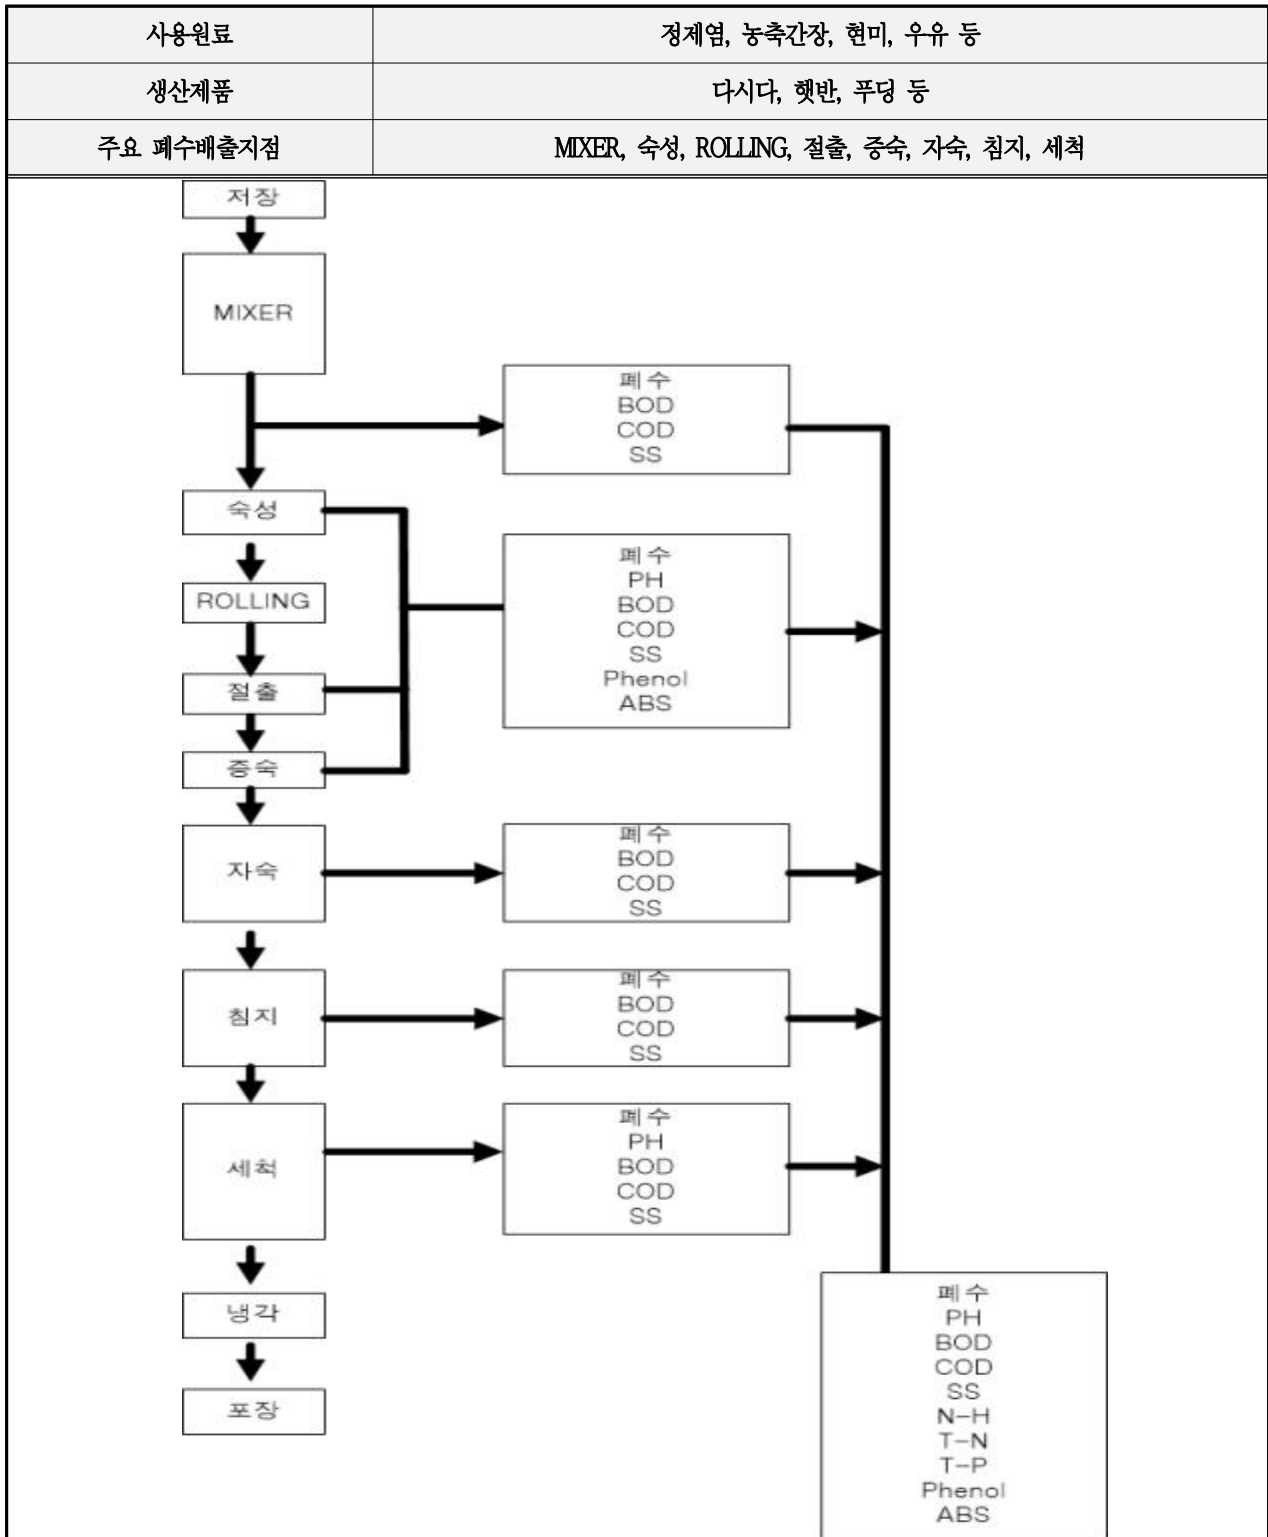 사용원료 정제염, 농축간장, 현미, 우유 등
생산제품 다시다, 햇반, 푸딩 등
주요 폐수배출지점 MIXER, 숙성, ROLLING, 절출, 증숙, 자숙, 침지, 세척
저장
MIXER
폐수
BOD
COD
SS
숙성
ROLLING
절출
증숙
폐수
PH
BOD
COD
SS
Phenol
ABS
자숙
폐수
BOD
COD
SS
침지
폐수
BOD
COD
SS
세척
폐수
PH
BOD
COD
SS
냉각
포장
폐수
PH
BOD
COD
SS
N-H
T-N
T-P
Phenol
ABS